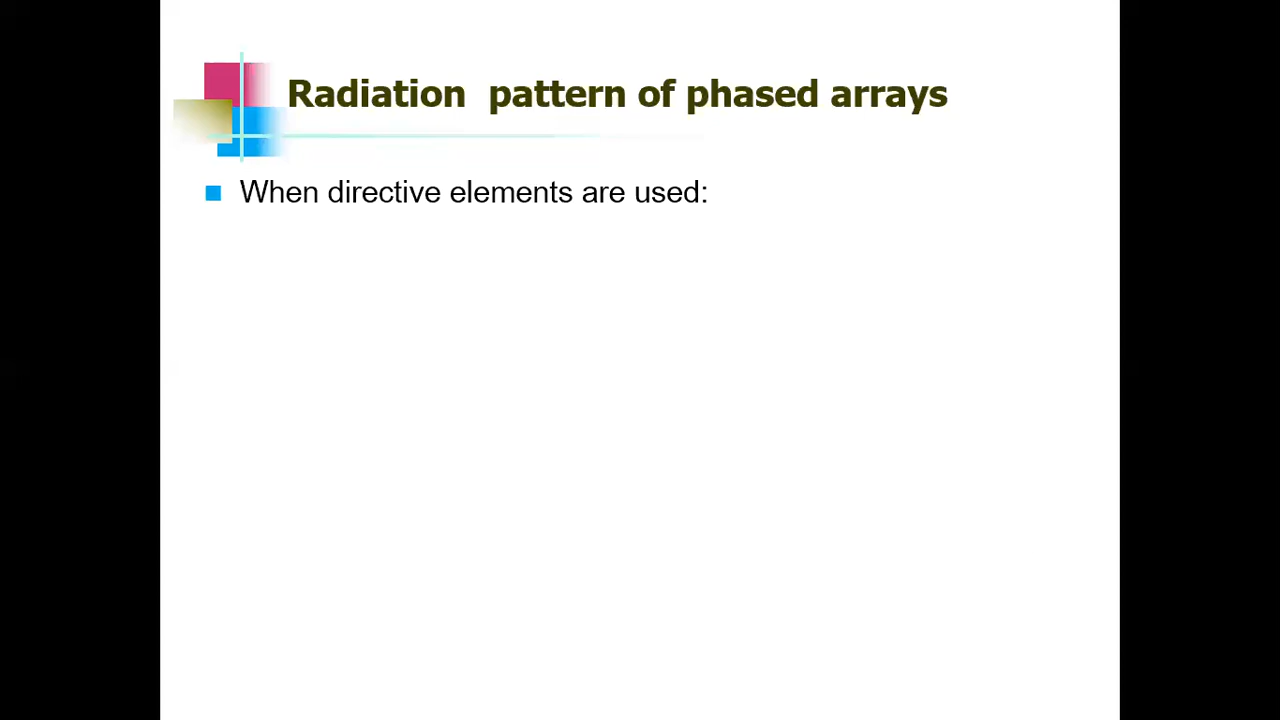 Radiation pattern of phased arrays
When directive elements are used: